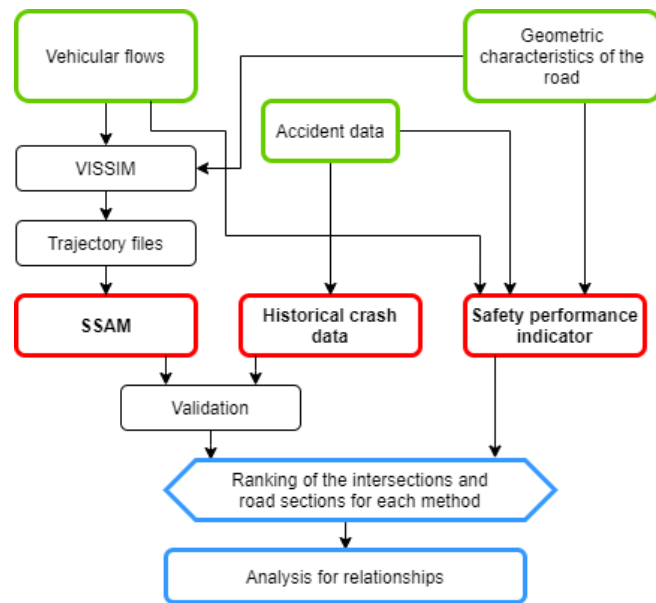 Vehicular flows
Geometric
characteristics of the
road
Accident data
VISSIM
Trajectory files
SSAM
Historical crash
data
Safety performance
indicator
Validation
Ranking of the intersections and
road sections for each method
Analysis for relationships